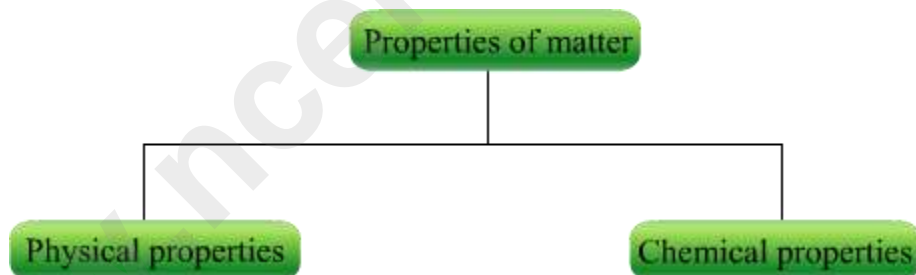 Properties of matter
Physical properties
Chemical properties